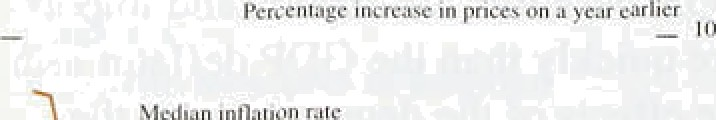 Percentage increase in prices on a year earlier
10
Median inflation rate